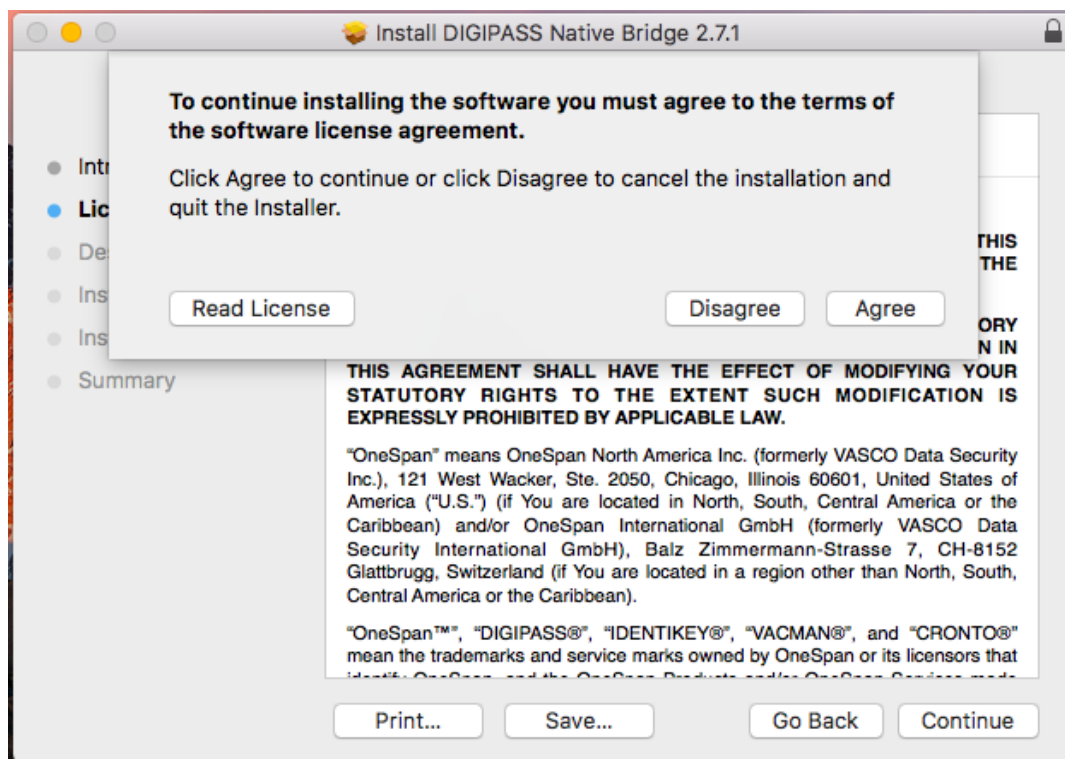 Install DIGIPASS Native Bridge 2.7.1
To continue installing the software you must agree to the terms of
the software license agreement.
Click Agree to continue or click Disagree to cancel the installation and
quit the Installer.
Read License
Disagree
Agree
Intr
Lic
De
Ins
Ins
Summary
THIS
THE
ORY
N IN
THIS AGREEMENT SHALL HAVE THE EFFECT OF MODIFYING YOUR
STATUTORY RIGHTS TO THE EXTENT SUCH MODIFICATION IS
EXPRESSLY PROHIBITED BY APPLICABLE LAW.
“OneSpan” means OneSpan North America Inc. (formerly VASCO Data Security
Inc.), 121 West Wacker, Ste. 2050, Chicago, Illinois 60601, United States of
America (“U.S.”) (if You are located in North, South, Central America or the
Caribbean) and/or OneSpan International GmbH (formerly VASCO Data
Security International GmbH), Balz Zimmermann-Strasse 7, CH-8152
Glattbrugg, Switzerland (if You are located in a region other than North, South,
Central America or the Caribbean).
“OneSpan™”, “DIGIPASS®”, “IDENTIKEY®”, “VACMAN®”, and “CRONTO®”
mean the trademarks and service marks owned by OneSpan or its licensors that
Print...
Save...
Go Back
Continue